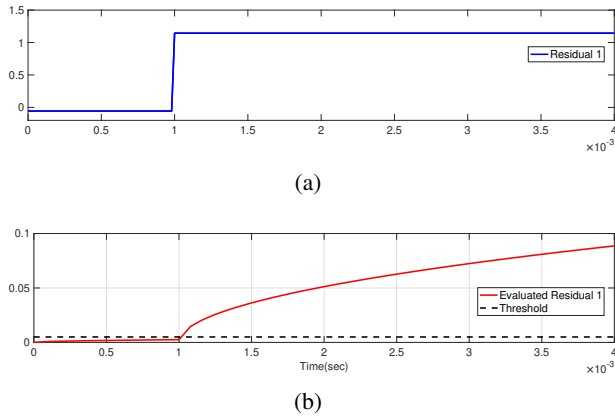 1.5
1
0.5
0
Residual 1
0 0.5 1 1.5 2 2.5 3 3.5 4
×10⁻³
(a)
0.1
0.05
0
Evaluated Residual 1
Threshold
0 0.5 1 1.5 2 2.5 3 3.5 4
Time(sec)
×10⁻³
(b)